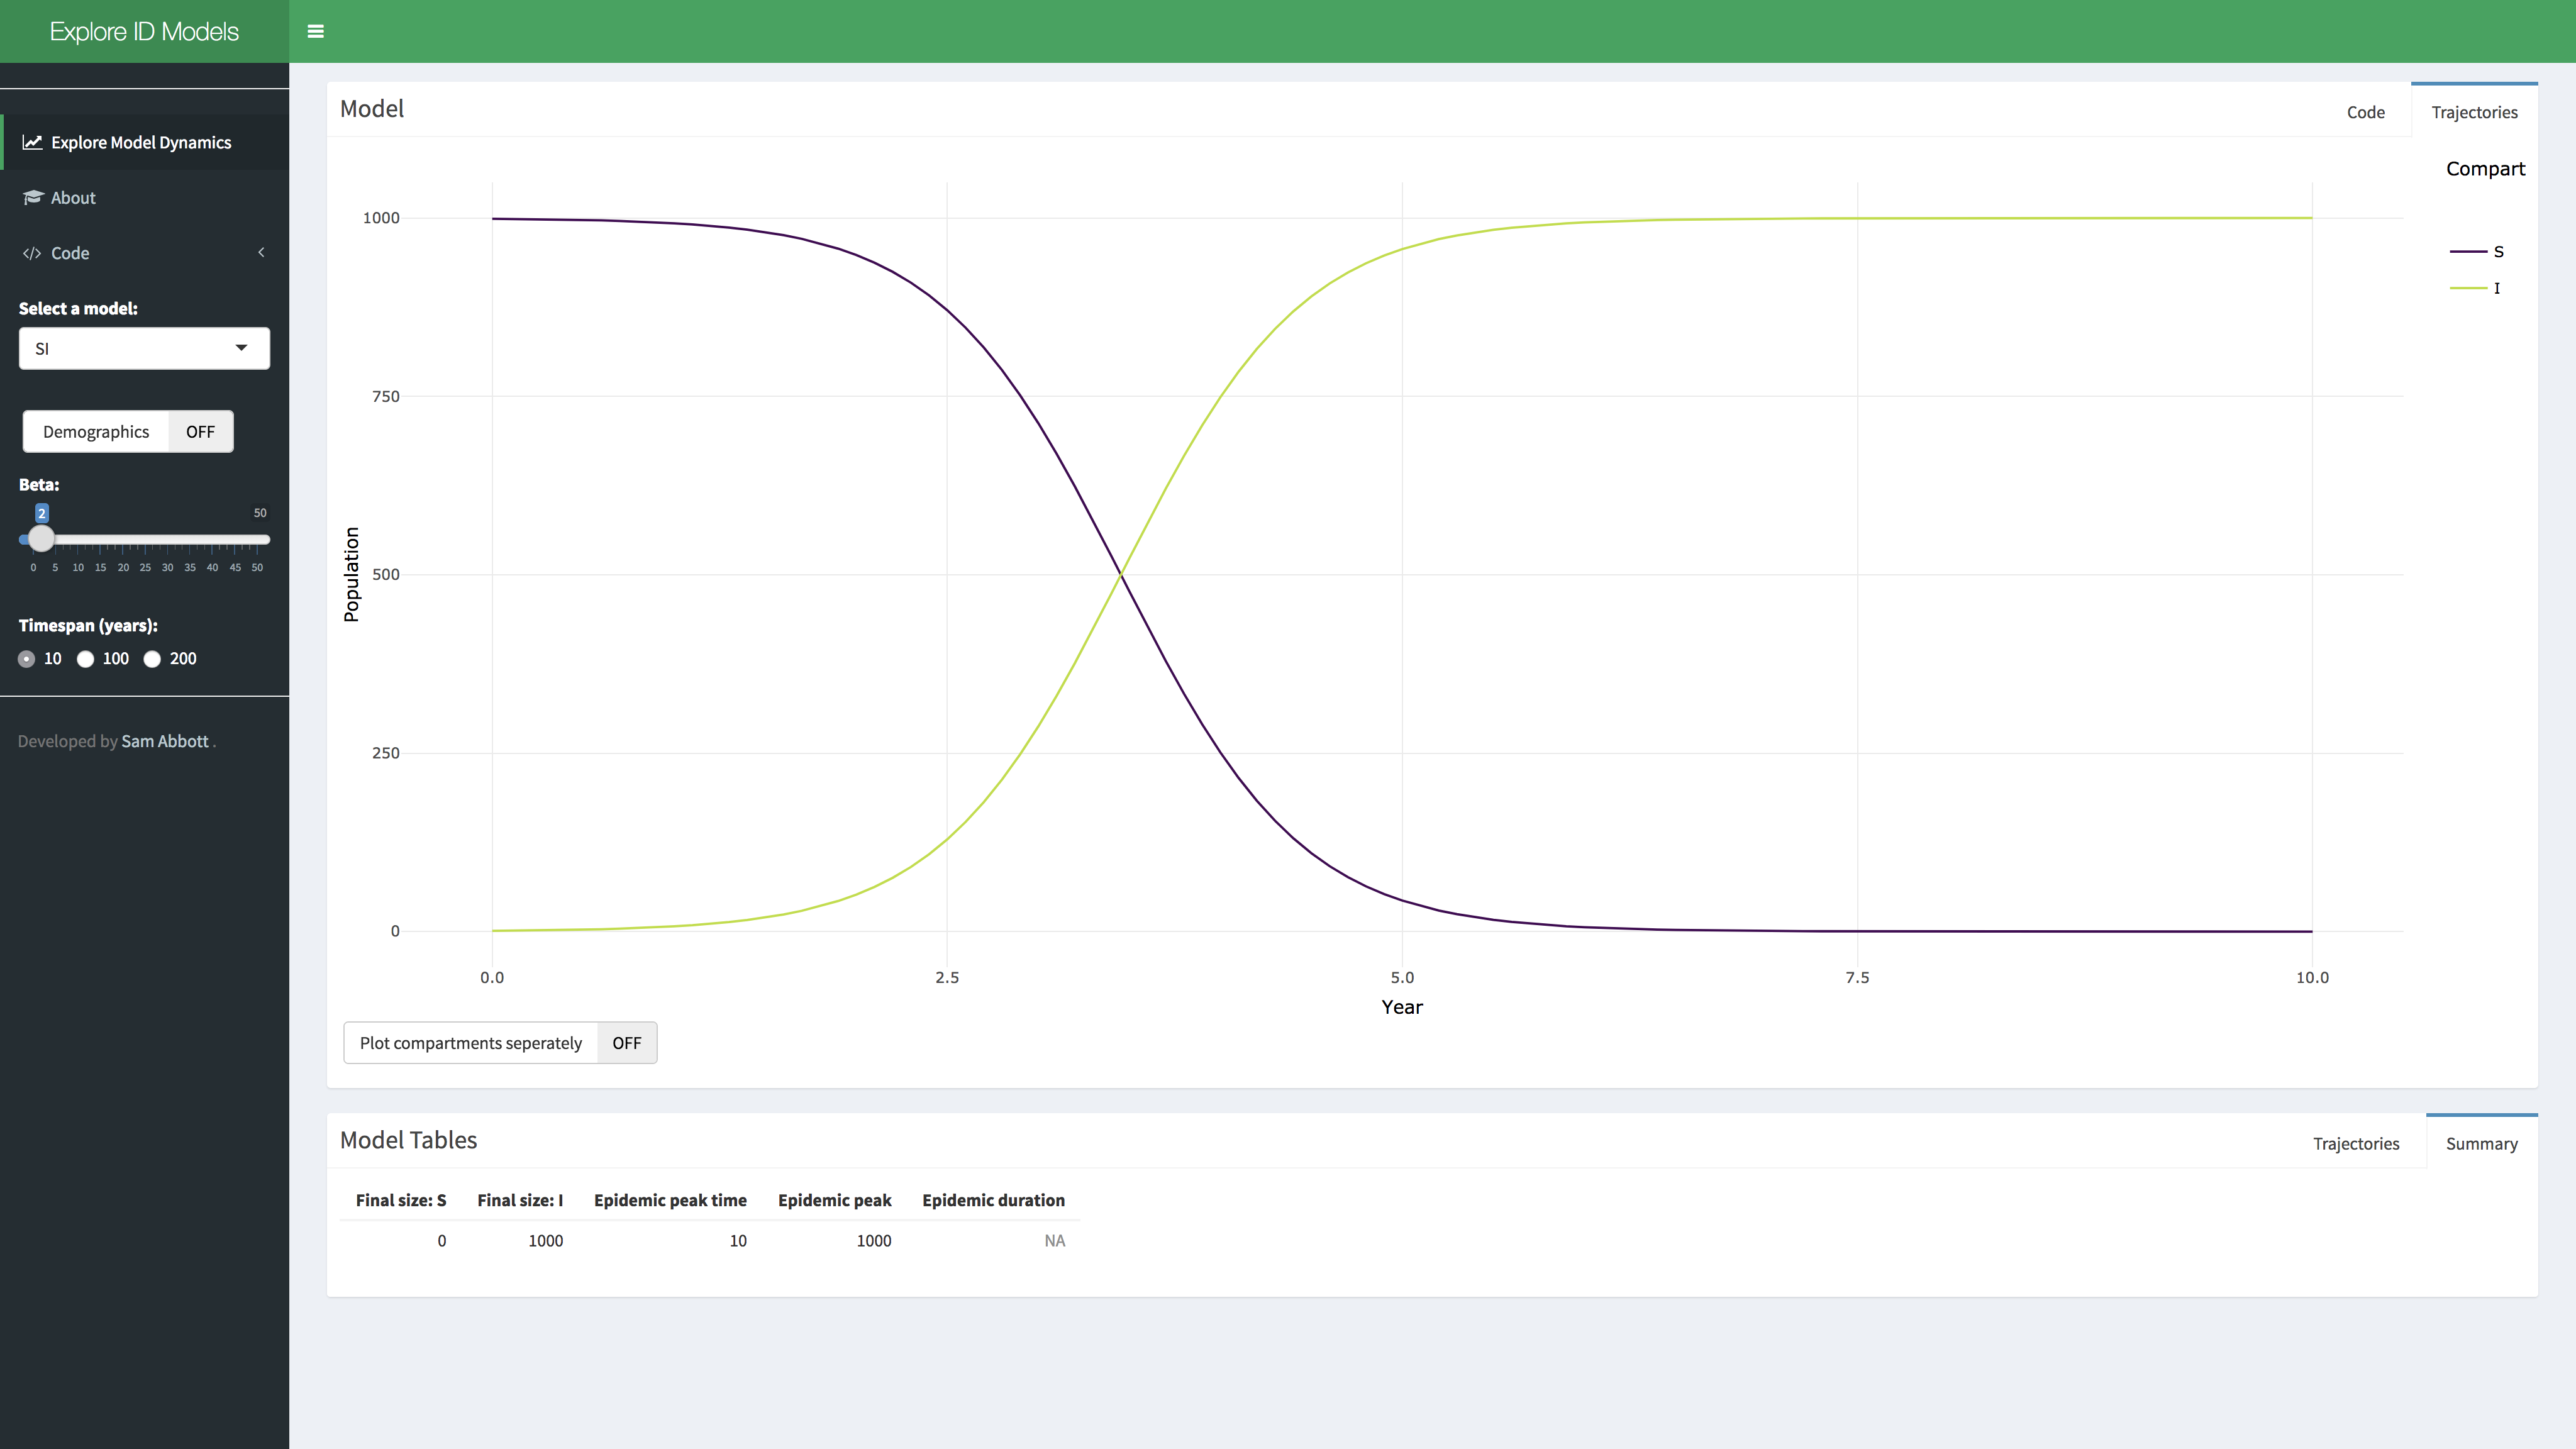 Explore ID Models
Explore Model Dynamics
About
Code
Select a model:
SI
Demographics OFF
Beta:
2 50
0 5 10 15 20 25 30 35 40 45 50
Timespan (years):
10 100 200
Developed by Sam Abbott .
Model Code Trajectories
Compart
S
I
1000
750
500
250
0
Population
0.0 2.5 5.0 7.5 10.0
Year
Plot compartments seperately OFF
Model Tables Trajectories Summary
Final size: S Final size: I Epidemic peak time Epidemic peak Epidemic duration
0 1000 10 1000 NA